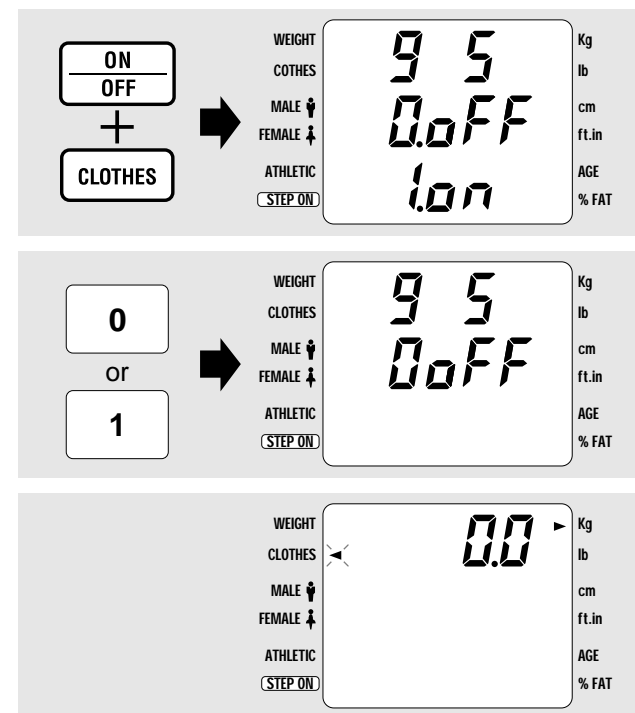 ON
OFF
+
CLOTHES
WEIGHT 9 5 Kg
COTHES lb
MALE 0.oFF cm
FEMALE ft.in
ATHLETIC 1.on AGE
STEP ON % FAT
0
or
1
WEIGHT 9 5 Kg
CLOTHES lb
MALE 0oFF cm
FEMALE ft.in
ATHLETIC AGE
STEP ON % FAT
WEIGHT 0.0 Kg
CLOTHES lb
MALE cm
FEMALE ft.in
ATHLETIC AGE
STEP ON % FAT